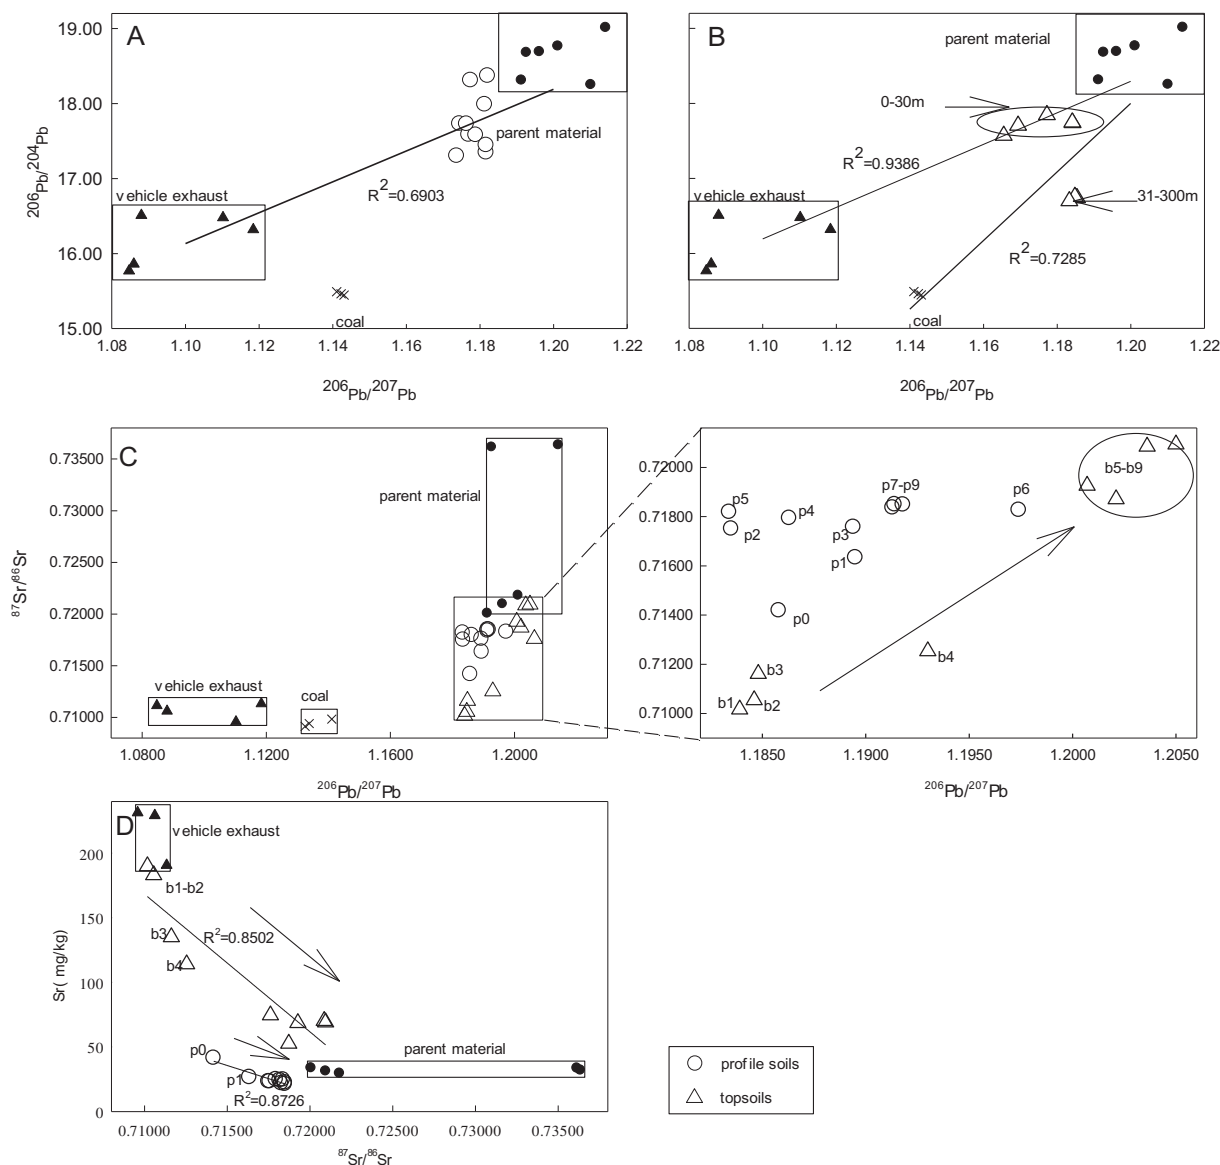 A
19.00
18.00
17.00
16.00
15.00
206Pb/204Pb
parent material
vehicle exhaust
R2=0.6903
coal
1.08 1.10 1.12 1.14 1.16 1.18 1.20 1.22
206Pb/207Pb
B
parent material
0-30m
R2=0.9386
vehicle exhaust
31-300m
R2=0.7285
coal
1.08 1.10 1.12 1.14 1.16 1.18 1.20 1.22
206Pb/207Pb
C
0.73500
0.73000
0.72500
0.72000
0.71500
0.71000
87Sr/86Sr
parent material
vehicle exhaust
coal
1.0800 1.1200 1.1600 1.2000
206Pb/207Pb
0.72000
0.71800
0.71600
0.71400
0.71200
0.71000
b5-b9
p7-p9
p6
p5
p4
p2
p3
p1
p0
b4
b3
b1
b2
1.1850 1.1900 1.1950 1.2000 1.2050
206Pb/207Pb
D
200
150
100
50
0
Sr( mg/kg)
vehicle exhaust
b1-b2
b3
R2=0.8502
b4
p0
parent material
p1
R2=0.8726
0.71000 0.71500 0.72000 0.72500 0.73000 0.73500
87Sr/86Sr
profile soils
topsoils